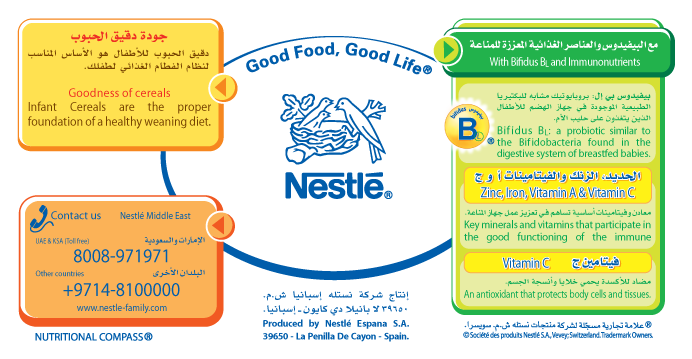 جودة دقيق الحبوب
دقيق الحبوب للأطفال هو الأساس المناسب
لنظام الفطام الغذائي لطفلك.
Goodness of cereals
Infant Cereals are the proper
foundation of a healthy weaning diet.
Contact us Nestlé Middle East
UAE & KSA (Toll free) الإمارات والسعودية
8008-971971
Other countries البلدان الأخرى
+9714-8100000
www.nestle-family.com
NUTRITIONAL COMPASS®
Good Food, Good Life®
Nestlé®
إنتاج شركة نستله إسبانيا ش.م.
٣٩٦٥٠ لا بانيلا دي كايون - إسبانيا.
Produced by Nestlé Espana S.A.
39650 - La Penilla De Cayon - Spain.
مع البيفيدوس والعناصر الغذائية المعززة للمناعة
With Bifidus BL and Immunonutrients
bifidus بيفيدوس
BL®
بيفيدوس بي إل: بروبايوتيك مشابه للبكتيريا
الطبيعية الموجودة في جهاز الهضم للأطفال
الذين يتغذون على حليب الأم.
Bifidus BL: a probiotic similar to
the Bifidobacteria found in the
digestive system of breastfed babies.
الحديد، الزنك والفيتامينات أ و ج
Zinc, Iron, Vitamin A & Vitamin C
معادن وفيتامينات أساسية تساهم في تعزيز عمل جهاز المناعة.
Key minerals and vitamins that participate in
the good functioning of the immune
Vitamin C فيتامين ج
مضاد للأكسدة يحمي خلايا وأنسجة الجسم.
An antioxidant that protects body cells and tissues.
® علامة تجارية مسجلة لشركة منتجات نستله ش.م. سويسرا.
© Société des produits Nestlé S.A., Vevey; Switzerland. Trademark Owners.